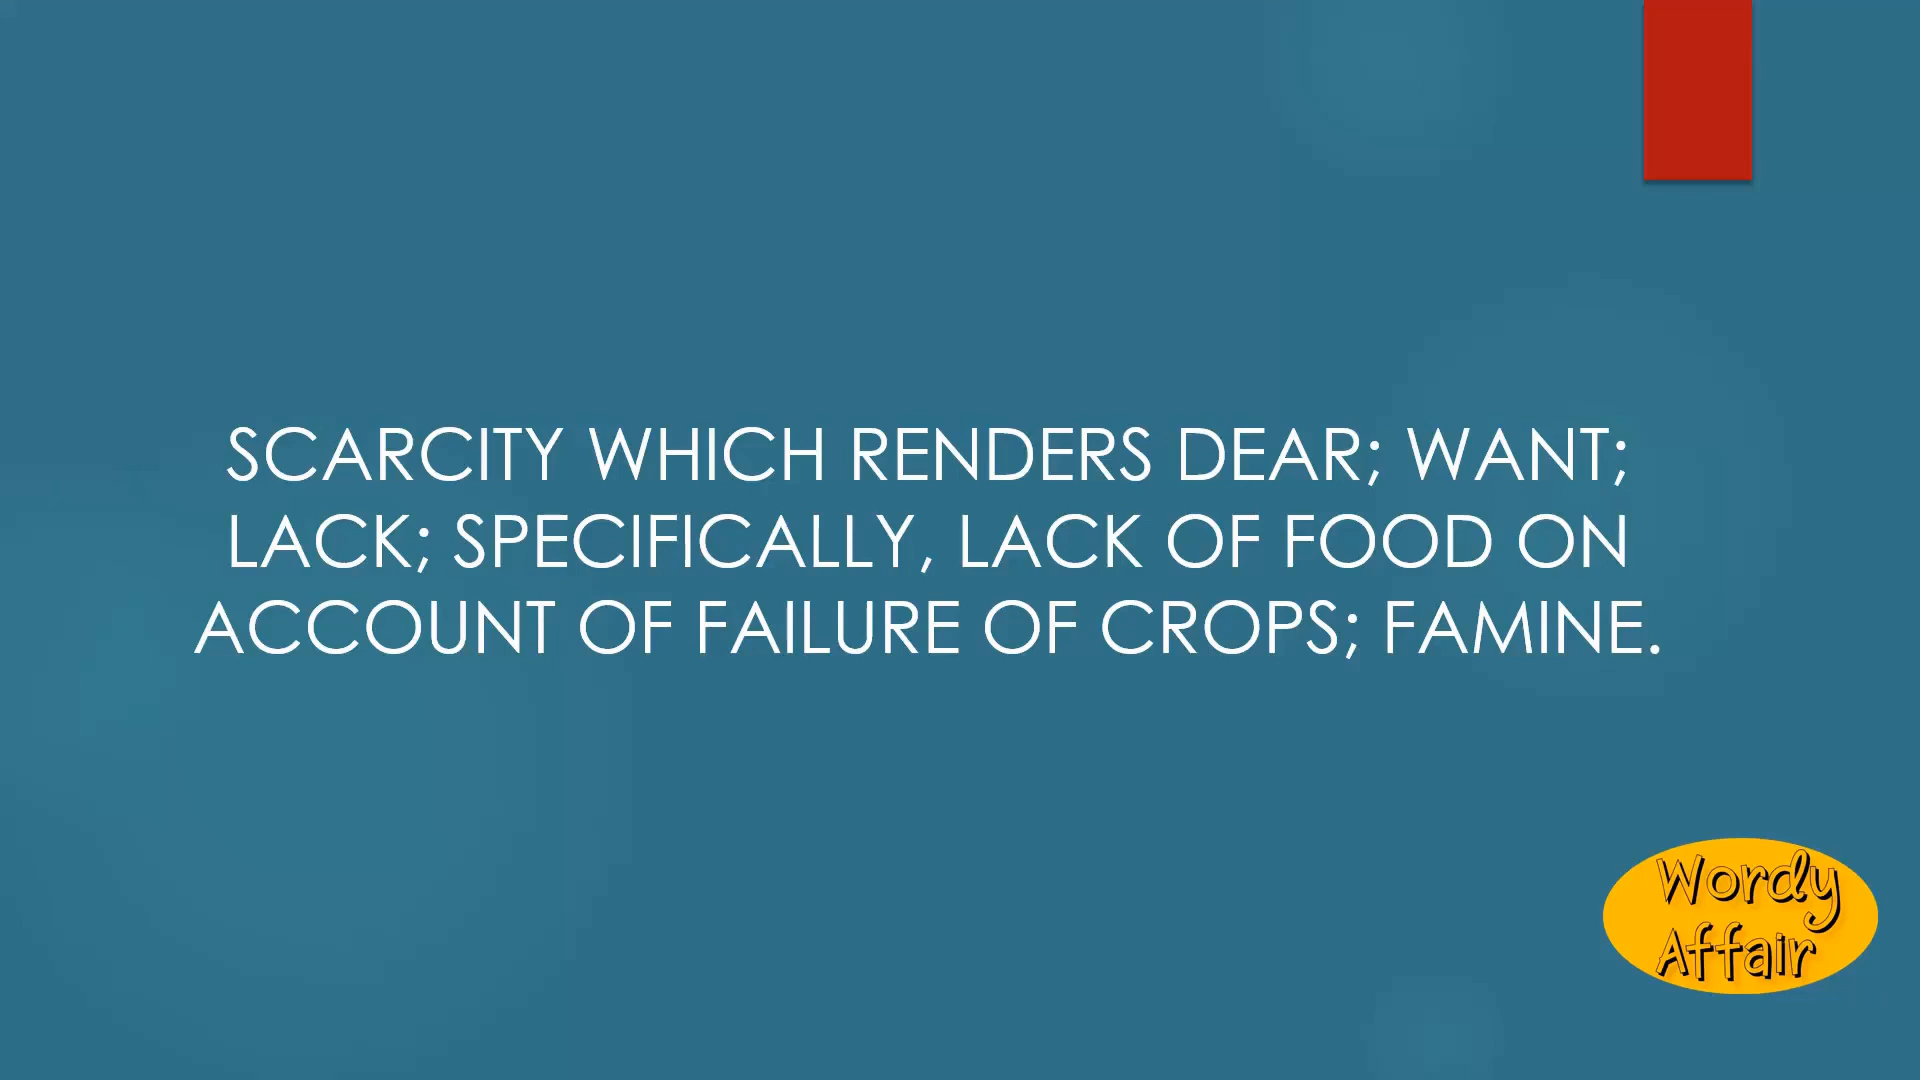 SCARCITY WHICH RENDERS DEAR; WANT;
LACK; SPECIFICALLY, LACK OF FOOD ON
ACCOUNT OF FAILURE OF CROPS; FAMINE.
Wordy
Affair